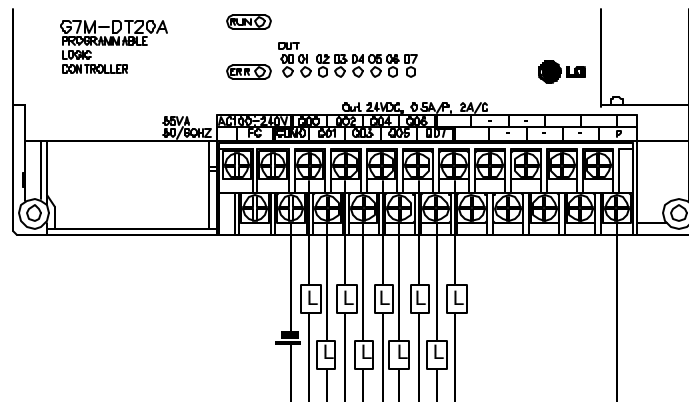 G7M-DT20A
PROGRAMMABLE
LOGIC
CONTROLLER
RUN
ERR
OUT
00 01 02 03 04 05 06 07
LG
Out 24VDC, 0.5A/P, 2A/C
55VA AC100-240V Q00 Q02 Q04 Q06 - -
50/60HZ FG COM0 Q01 Q03 Q05 Q07 - - - P
L L L L L
L L L L